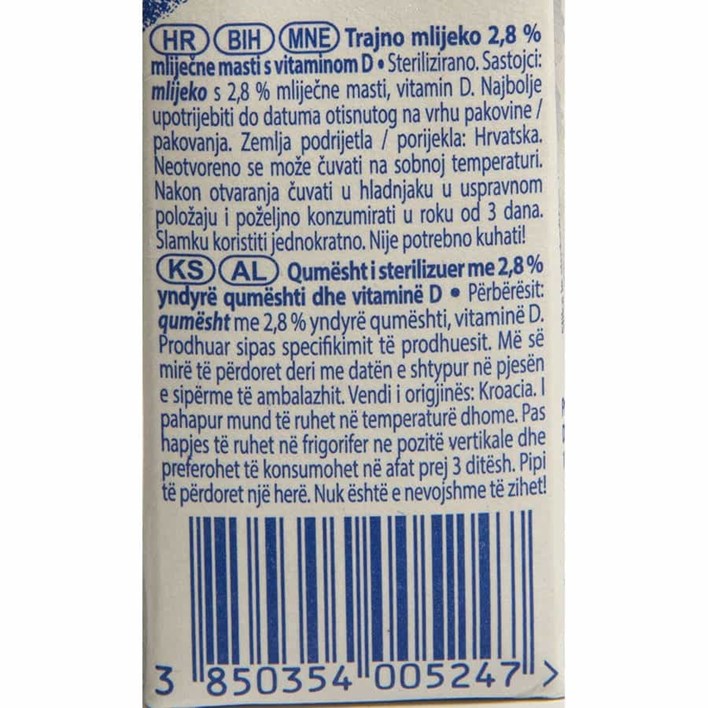 HR BIH MNE Trajno mlijeko 2,8 %
mliječne masti s vitaminom D • Sterilizirano. Sastojci:
mlijeko s 2,8 % mliječne masti, vitamin D. Najbolje
upotrijebiti do datuma otisnutog na vrhu pakovine /
pakovanja. Zemlja podrijetla / porijekla: Hrvatska.
Neotvoreno se može čuvati na sobnoj temperaturi.
Nakon otvaranja čuvati u hladnjaku u uspravnom
položaju i poželjno konzumirati u roku od 3 dana.
Slamku koristiti jednokratno. Nije potrebno kuhati!
KS AL Qumësht i sterilizuer me 2,8 %
yndyrë qumështi dhe vitaminë D • Përbërësit:
qumësht me 2,8 % yndyrë qumështi, vitaminë D.
Prodhuar sipas specifikimit të prodhuesit. Më së
mirë të përdoret deri me datën e shtypur në pjesën
e sipërme të ambalazhit. Vendi i origjinës: Kroacia. I
pahapur mund të ruhet në temperaturë dhome. Pas
hapjes të ruhet në frigorifer ne pozitë vertikale dhe
preferohet të konsumohet në afat prej 3 ditësh. Pipi
të përdoret një herë. Nuk është e nevojshme të zihet!
3 850354 005247 >